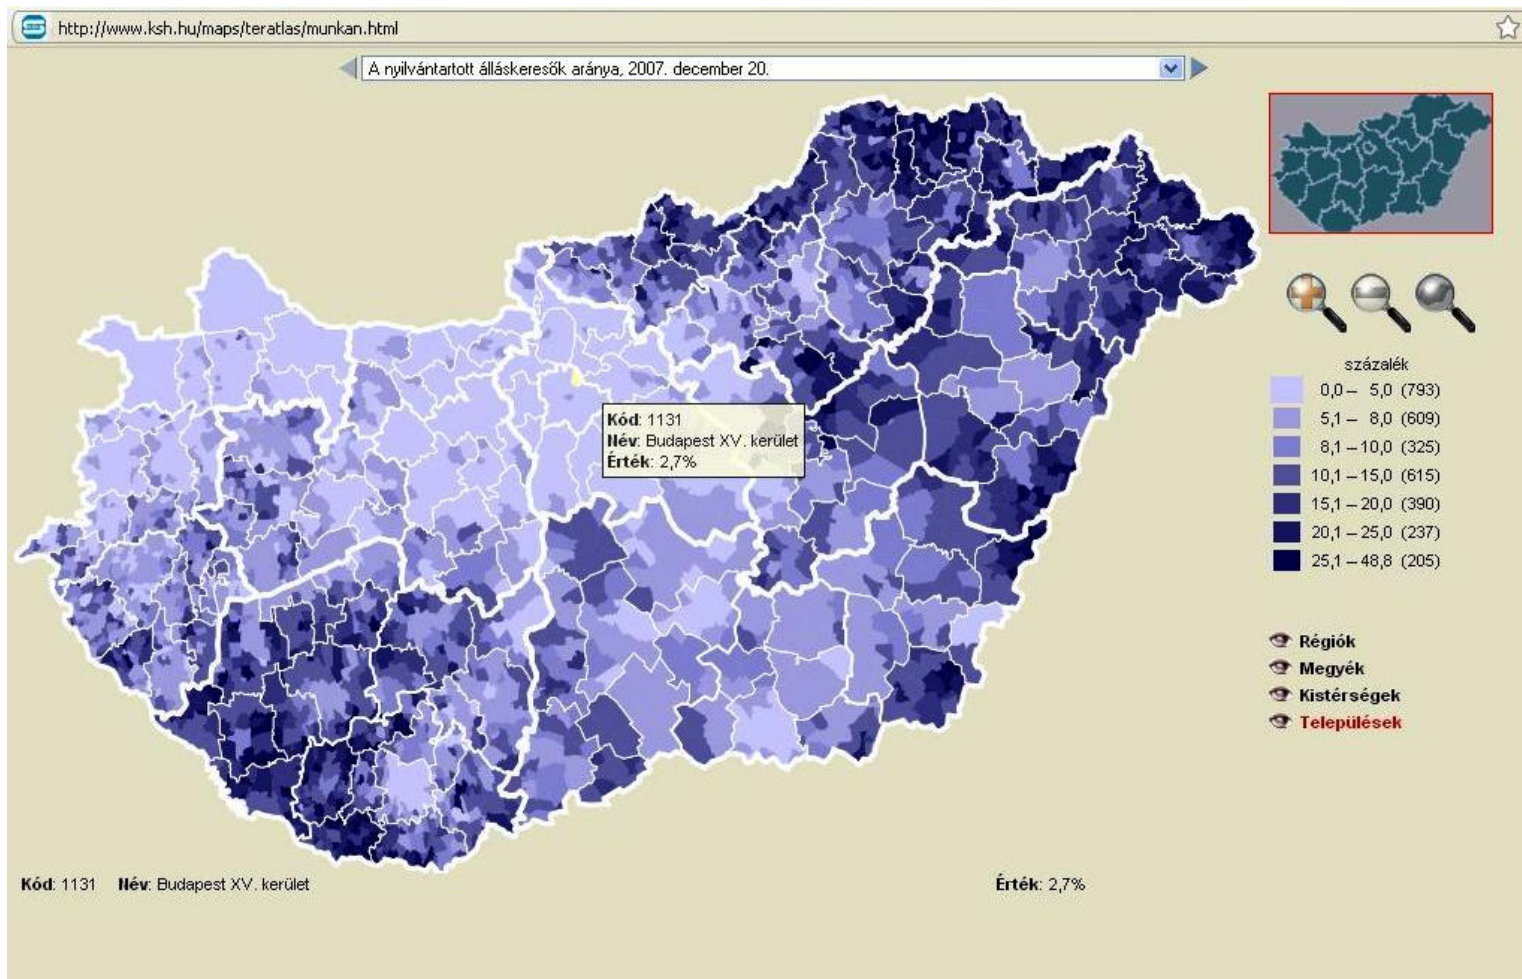 http://www.ksh.hu/maps/teratlas/munkan.html
A nyilvántartott álláskeresők aránya, 2007. december 20.
Kód: 1131
Név: Budapest XV. kerület
Érték: 2,7%
százalék
0,0 – 5,0 (793)
5,1 – 8,0 (609)
8,1 – 10,0 (325)
10,1 – 15,0 (615)
15,1 – 20,0 (390)
20,1 – 25,0 (237)
25,1 – 48,8 (205)
Régiók
Megyék
Kistérségek
Települések
Kód: 1131 Név: Budapest XV. kerület Érték: 2,7%